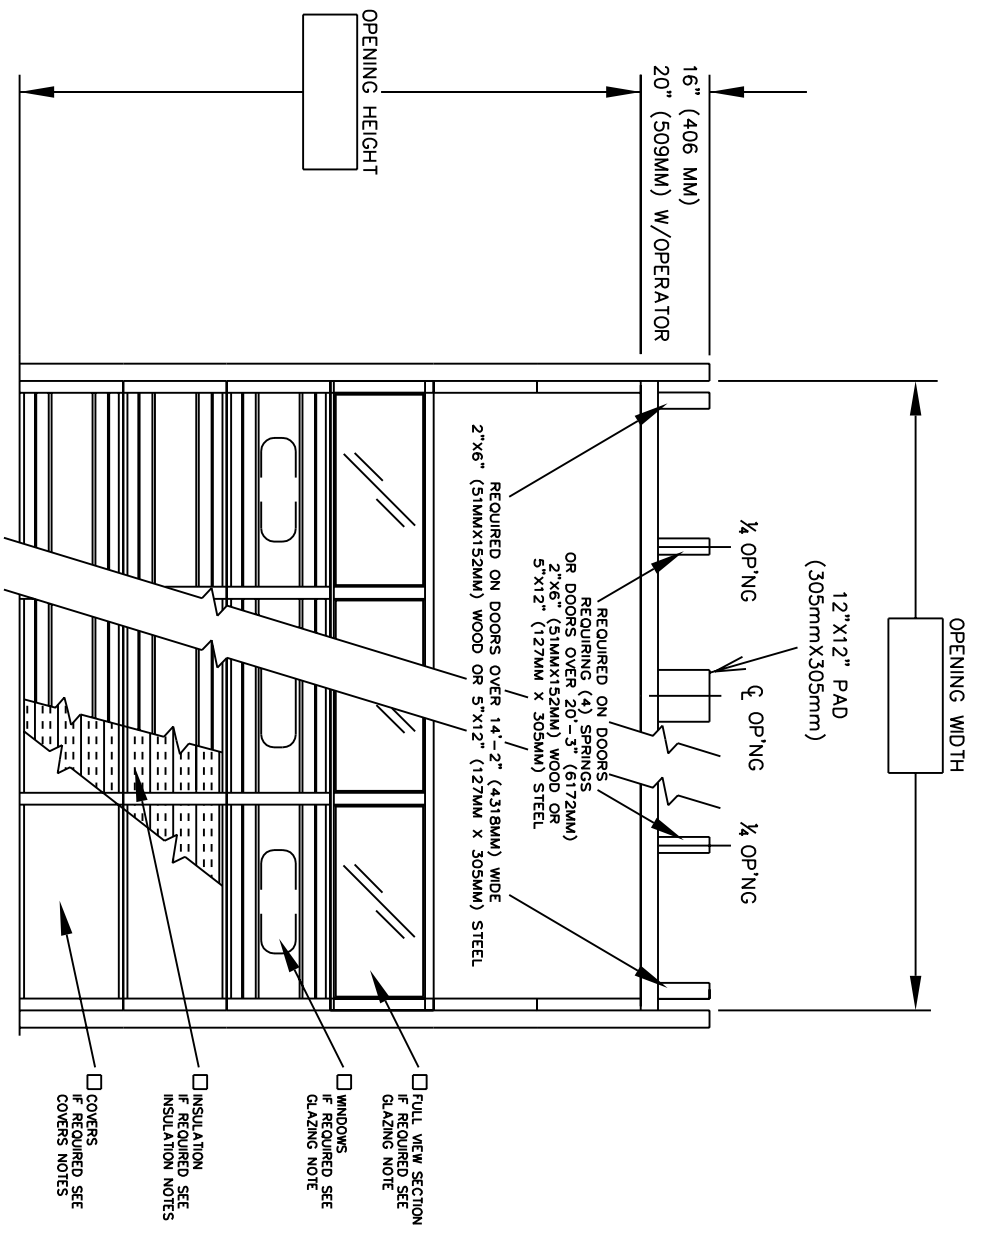 OPENING WIDTH
12"X12" PAD
(305mmX305mm)
¼ OP'NG
℄ OP'NG
¼ OP'NG
16" (406 MM)
20" (509MM) W/OPERATOR
OPENING HEIGHT
REQUIRED ON DOORS
REQUIRING (4) SPRINGS
OR DOORS OVER 20'-3" (6172MM)
2"X6" (51MMX152MM) WOOD OR
5"X12" (127MM X 305MM) STEEL
REQUIRED ON DOORS OVER 14'-2" (4318MM) WIDE
2"X6" (51MMX152MM) WOOD OR 5"X12" (127MM X 305MM) STEEL
FULL VIEW SECTION
IF REQUIRED SEE
GLAZING NOTE
WINDOWS
IF REQUIRED SEE
GLAZING NOTE
INSULATION
IF REQUIRED SEE
INSULATION NOTES
COVERS
IF REQUIRED SEE
COVERS NOTES